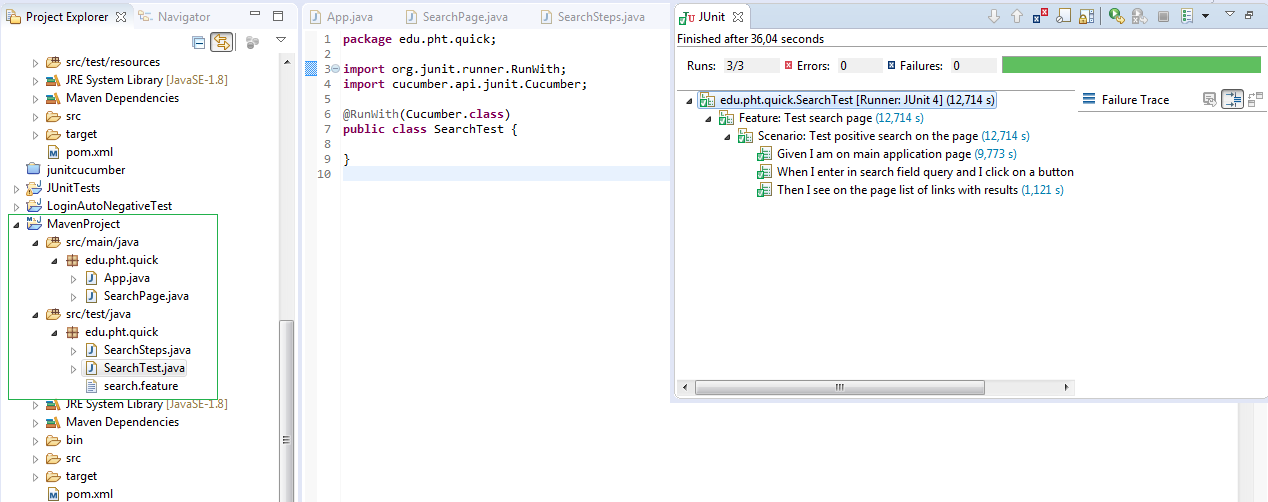 Project Explorer
Navigator
src/test/resources
JRE System Library [JavaSE-1.8]
Maven Dependencies
src
target
pom.xml
junitcucumber
JUnitTests
LoginAutoNegativeTest
MavenProject
src/main/java
edu.pht.quick
App.java
SearchPage.java
src/test/java
edu.pht.quick
SearchSteps.java
SearchTest.java
search.feature
JRE System Library [JavaSE-1.8]
Maven Dependencies
bin
src
target
pom.xml
App.java SearchPage.java SearchSteps.java
1 package edu.pht.quick;
2
3 import org.junit.runner.RunWith;
4 import cucumber.api.junit.Cucumber;
5
6 @RunWith(Cucumber.class)
7 public class SearchTest {
8
9 }
10
JUnit
Finished after 36,04 seconds
Runs: 3/3 Errors: 0 Failures: 0
edu.pht.quick.SearchTest [Runner: JUnit 4] (12,714 s)
Feature: Test search page (12,714 s)
Scenario: Test positive search on the page (12,714 s)
Given I am on main application page (9,773 s)
When I enter in search field query and I click on a button
Then I see on the page list of links with results (1,121 s)
Failure Trace